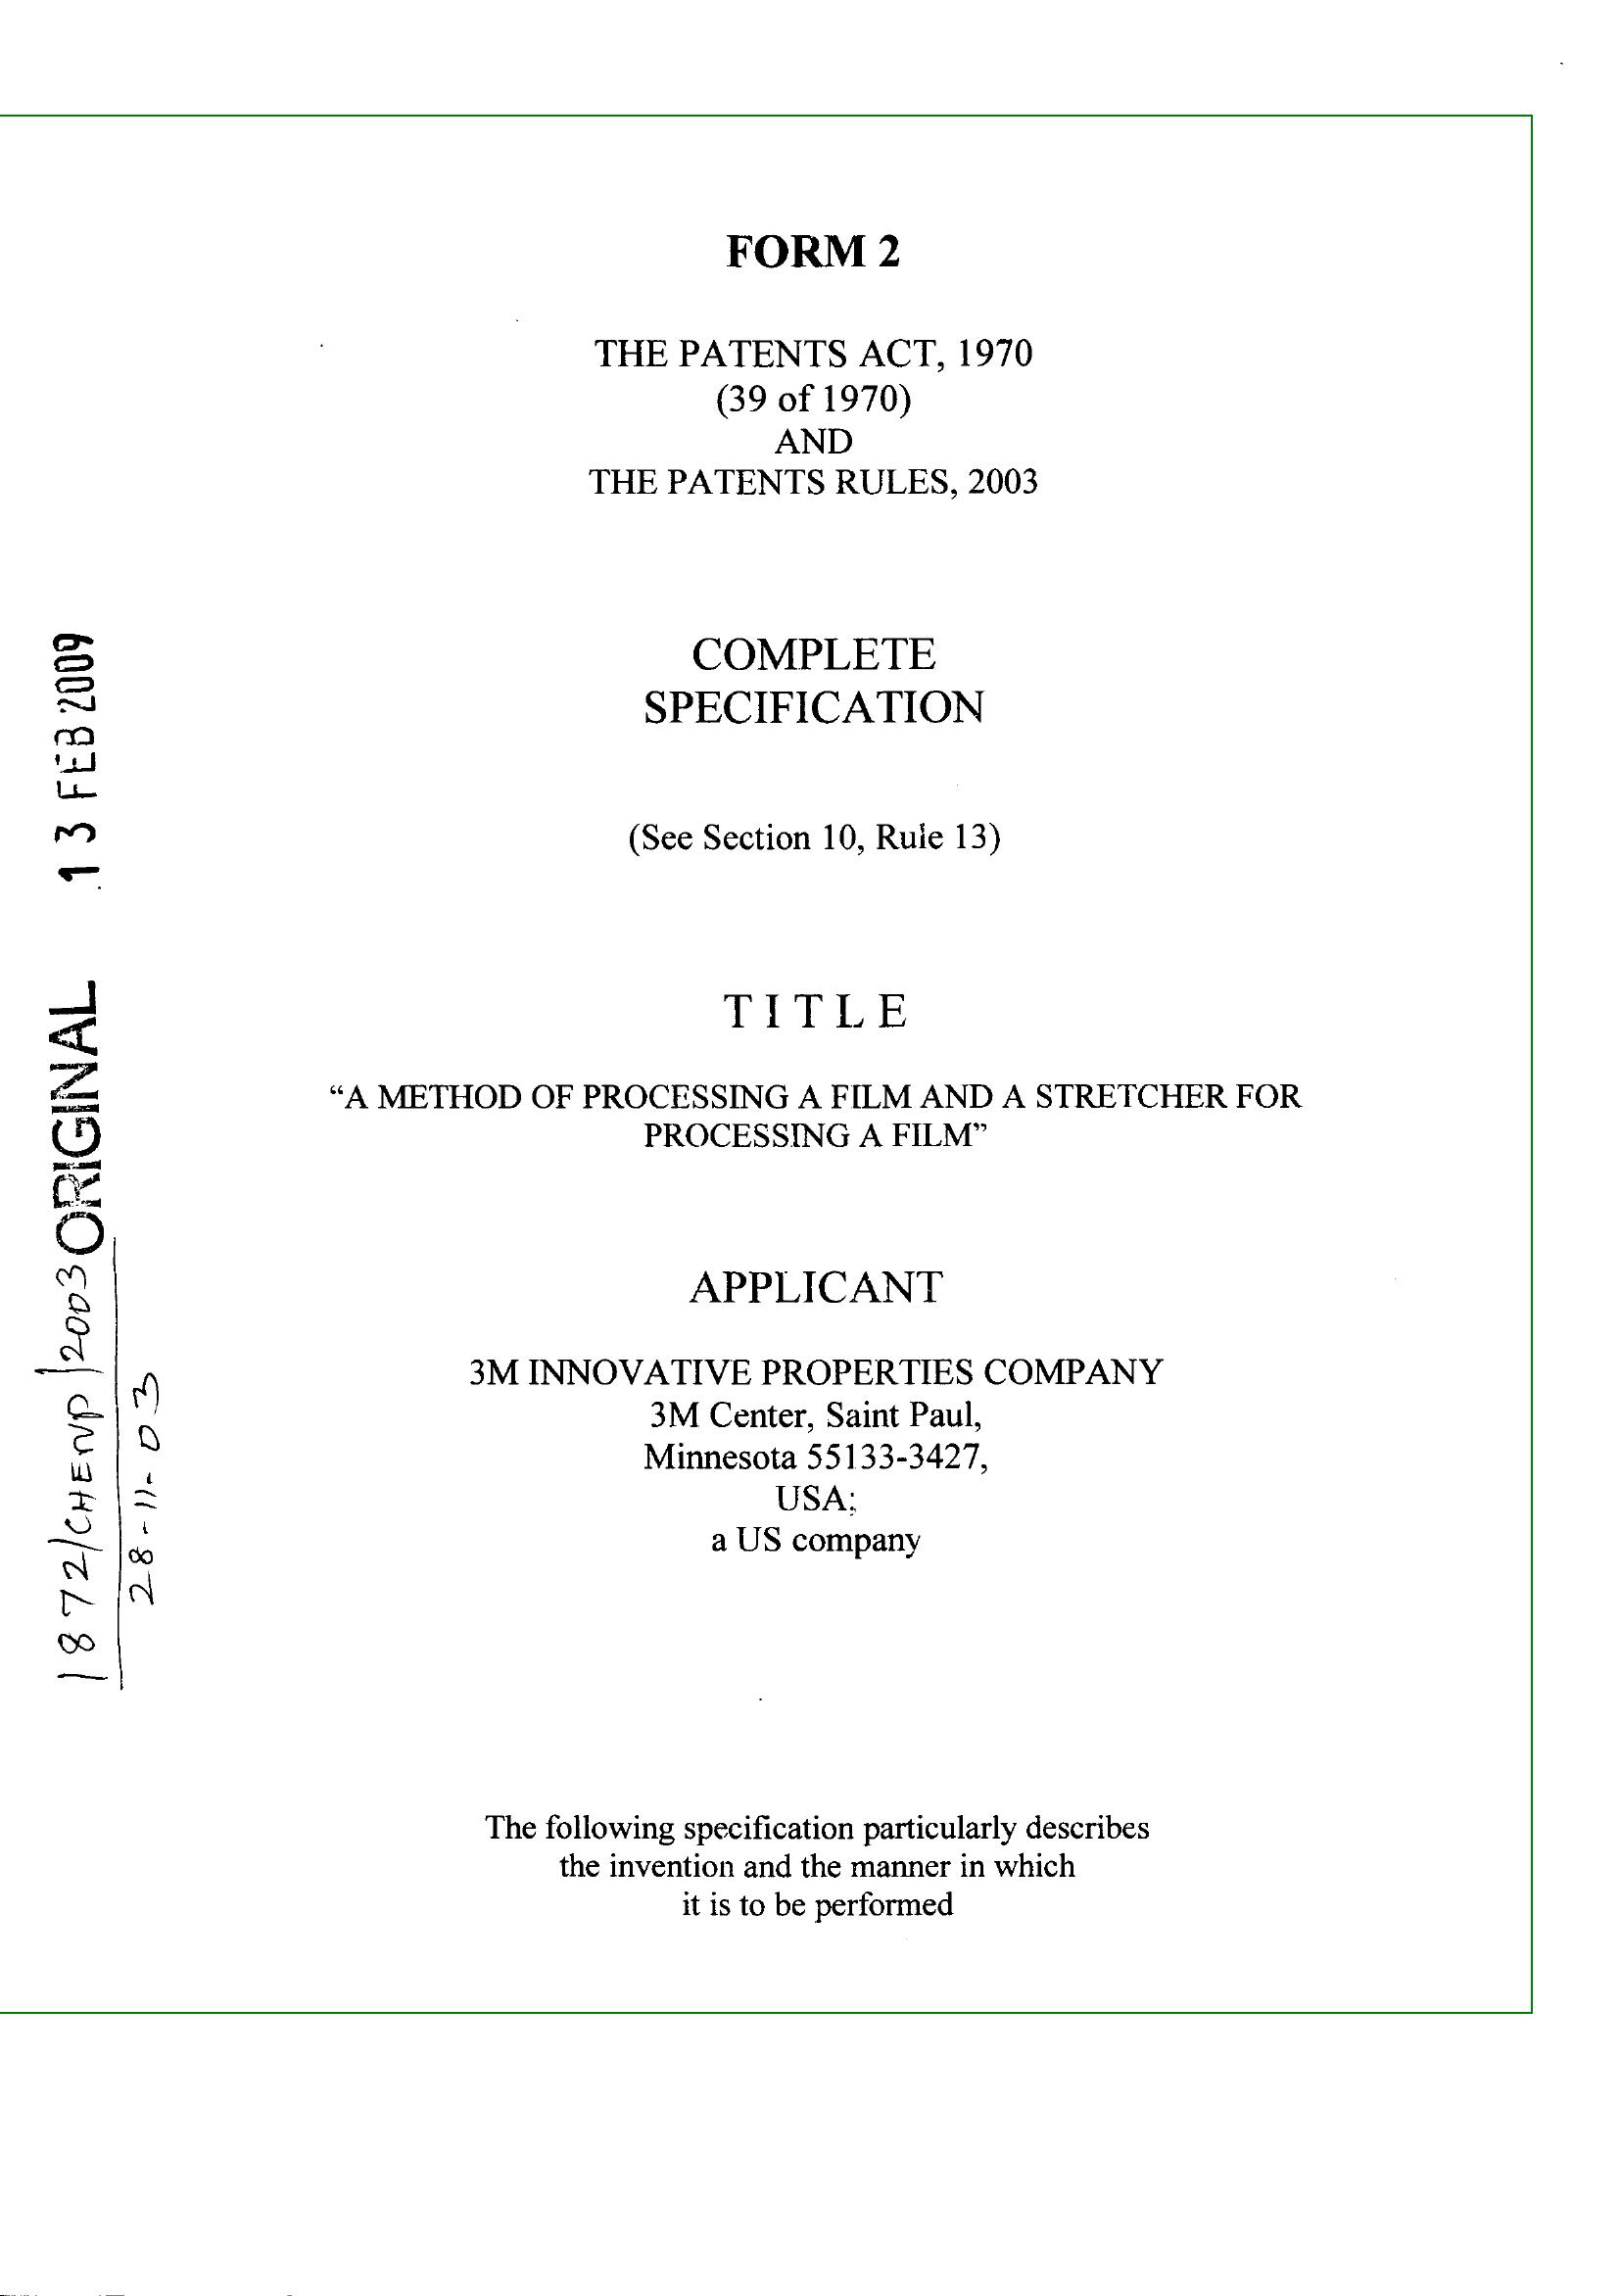 FORM 2
THE PATENTS ACT, 1970
(39 of 1970)
AND
THE PATENTS RULES, 2003
COMPLETE
SPECIFICATION
(See Section 10, Rule 13)
TITLE
“A METHOD OF PROCESSING A FILM AND A STRETCHER FOR
PROCESSING A FILM”
APPLICANT
3M INNOVATIVE PROPERTIES COMPANY
3M Center, Saint Paul,
Minnesota 55133-3427,
USA;
a US company
The following specification particularly describes
the invention and the manner in which
it is to be performed
1872/CHENP/2003 ORIGINAL 13 FEB 2009
28-11-03